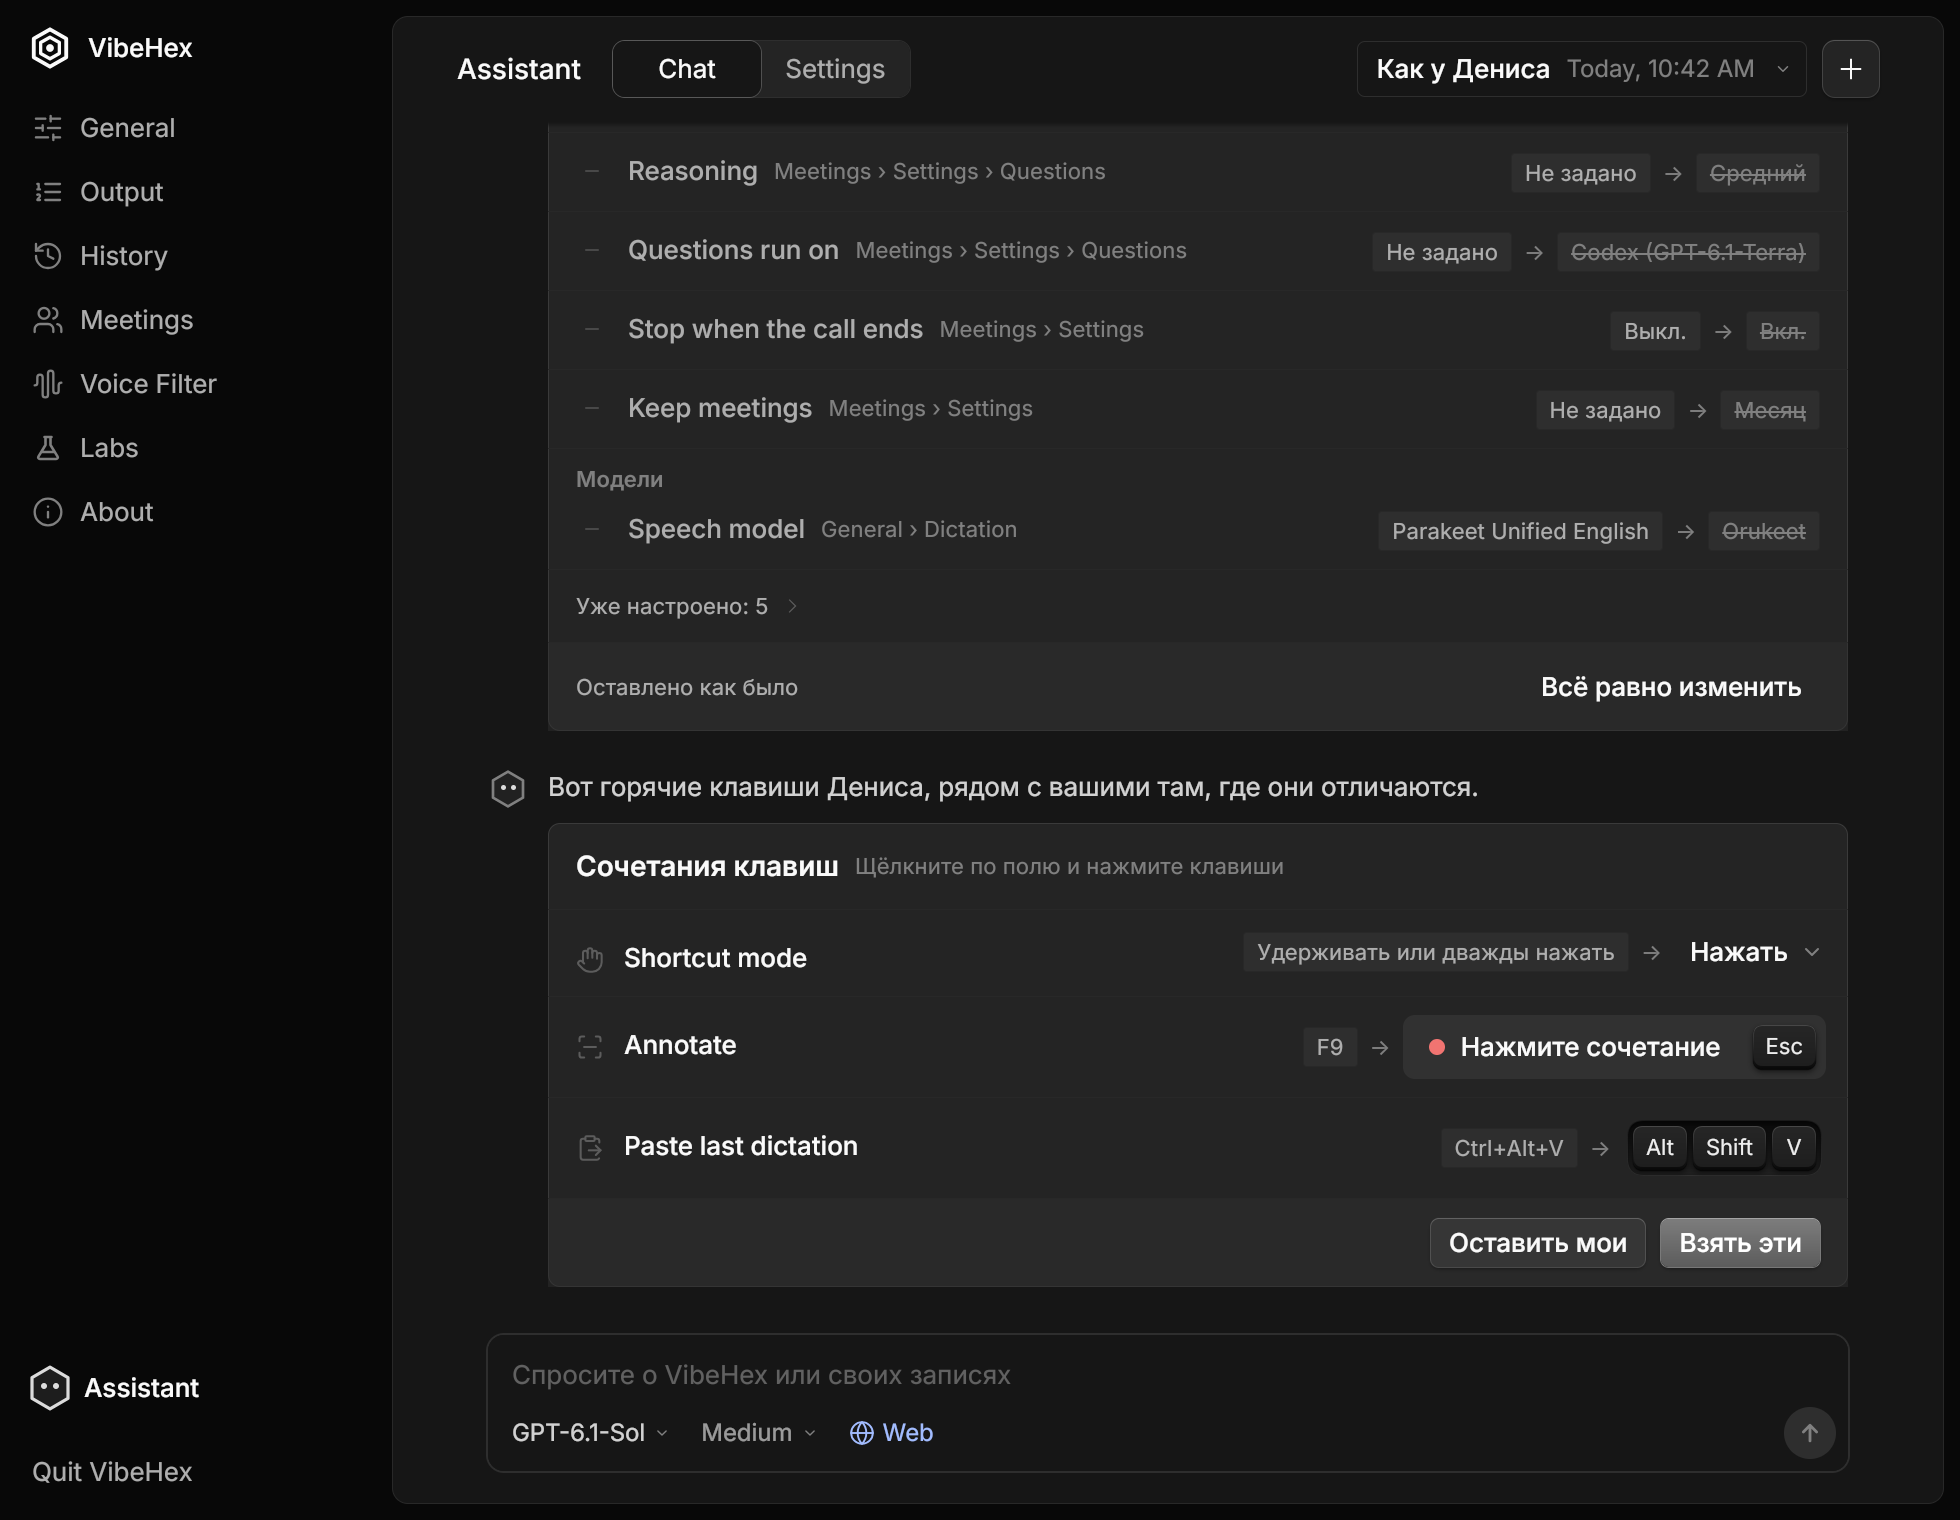 VibeHex
General
Output
History
Meetings
Voice Filter
Labs
About
Assistant
Quit VibeHex
Assistant Chat Settings Как у Дениса Today, 10:42 AM
Reasoning Meetings › Settings › Questions Не задано → Средний
Questions run on Meetings › Settings › Questions Не задано → Codex (GPT-6.1-Terra)
Stop when the call ends Meetings › Settings Выкл. → Вкл.
Keep meetings Meetings › Settings Не задано → Месяц
Модели
Speech model General › Dictation Parakeet Unified English → Orukeet
Уже настроено: 5
Оставлено как было Всё равно изменить
Вот горячие клавиши Дениса, рядом с вашими там, где они отличаются.
Сочетания клавиш Щёлкните по полю и нажмите клавиши
Shortcut mode Удерживать или дважды нажать → Нажать
Annotate F9 → Нажмите сочетание Esc
Paste last dictation Ctrl+Alt+V → Alt Shift V
Оставить мои Взять эти
Спросите о VibeHex или своих записях
GPT-6.1-Sol Medium Web